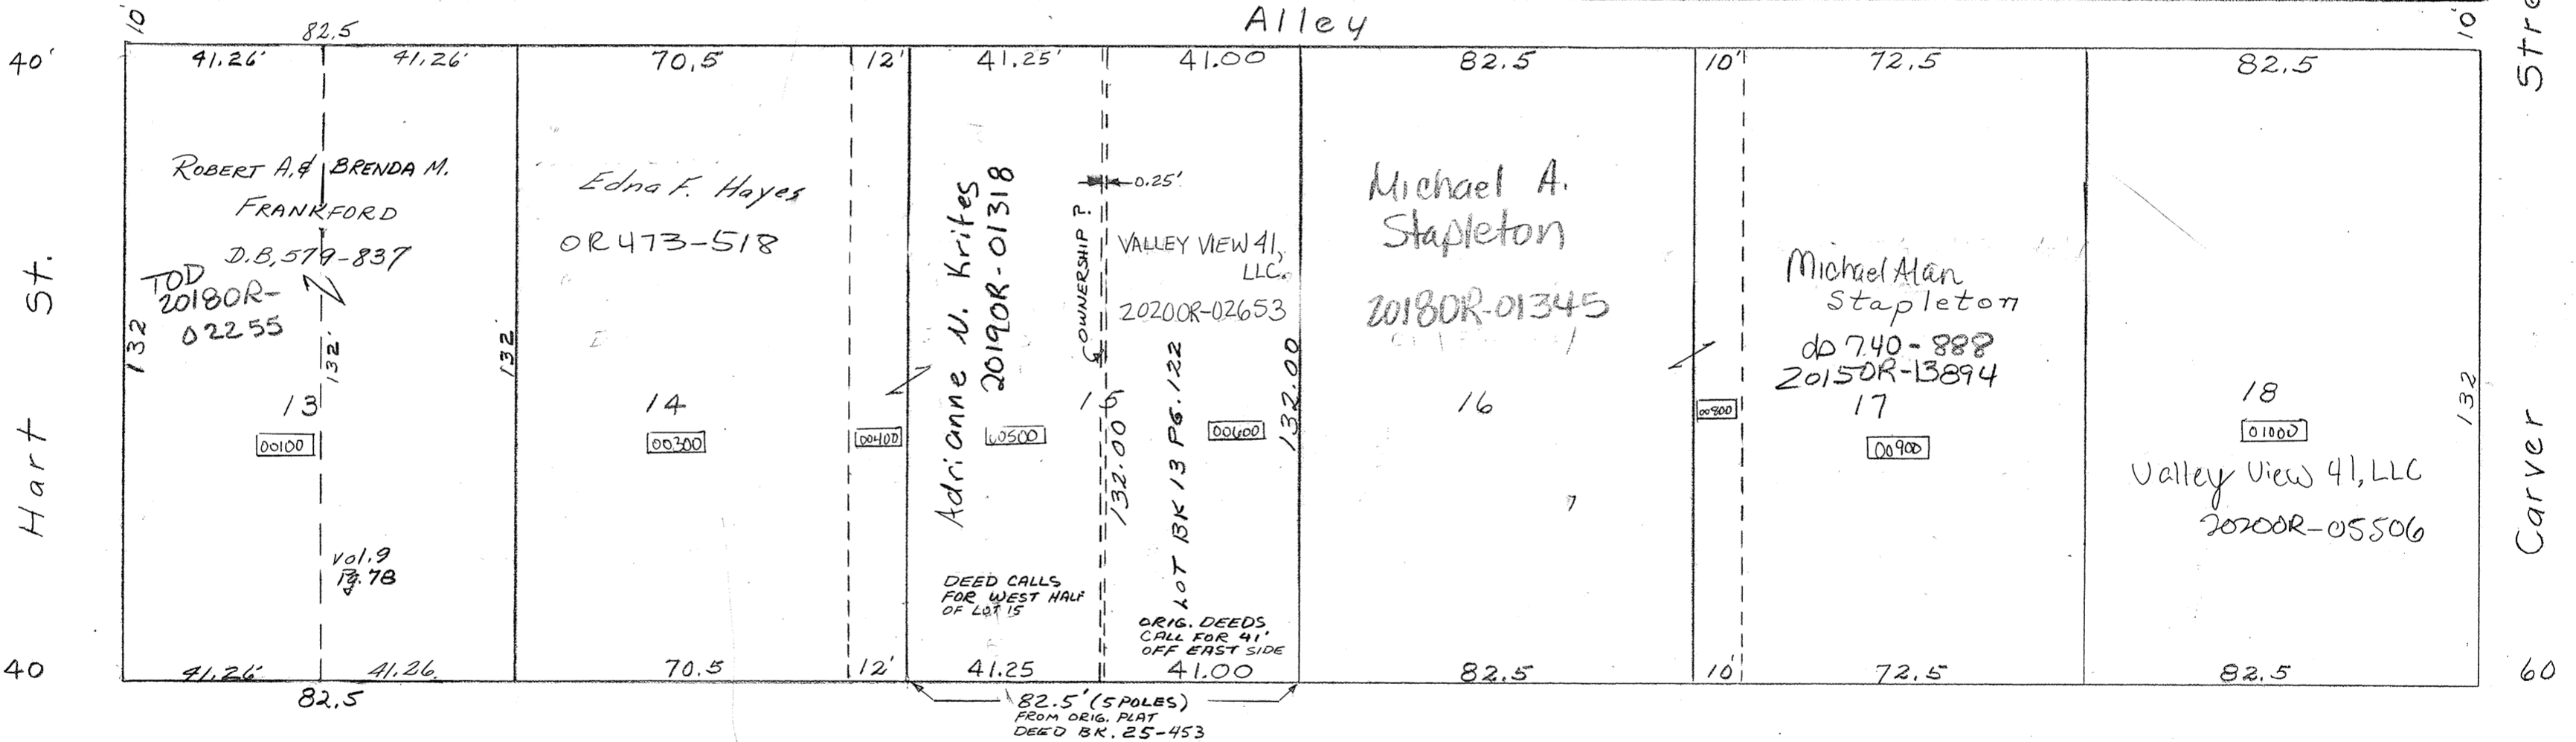 Alley
10'
10'
40'
82.5
41.26'
41.26'
70.5
12'
41.25'
41.00
82.5
10'
72.5
82.5
Hart St.
Carver
ROBERT A. & BRENDA M.
FRANKFORD
D.B. 579-837
TOD
2018OR-
02255
132
132'
132
13
00100
Vol. 9
Pg. 78
Edna F. Hayes
OR 473-518
14
00300
00400
Adrianne N. Krites
2019OR-01318
00500
DEED CALLS
FOR WEST HALF
OF LOT 15
OWNERSHIP ?
0.25'
15
132.00
VALLEY VIEW 41,
LLC.
2020OR-02653
LOT BK 13 PG. 122
00600
132.00
ORIG. DEEDS
CALL FOR 41'
OFF EAST SIDE
Michael A.
Stapleton
2018OR-01345
16
00800
Michael Alan
Stapleton
db 740-888
2015OR-13894
17
00900
18
01000
Valley View 41, LLC
2020OR-05506
132
40
41.26'
41.26
70.5
12'
41.25
41.00
82.5
10'
72.5
82.5
60
82.5
82.5' (5 POLES)
FROM ORIG. PLAT
DEED BK. 25-453